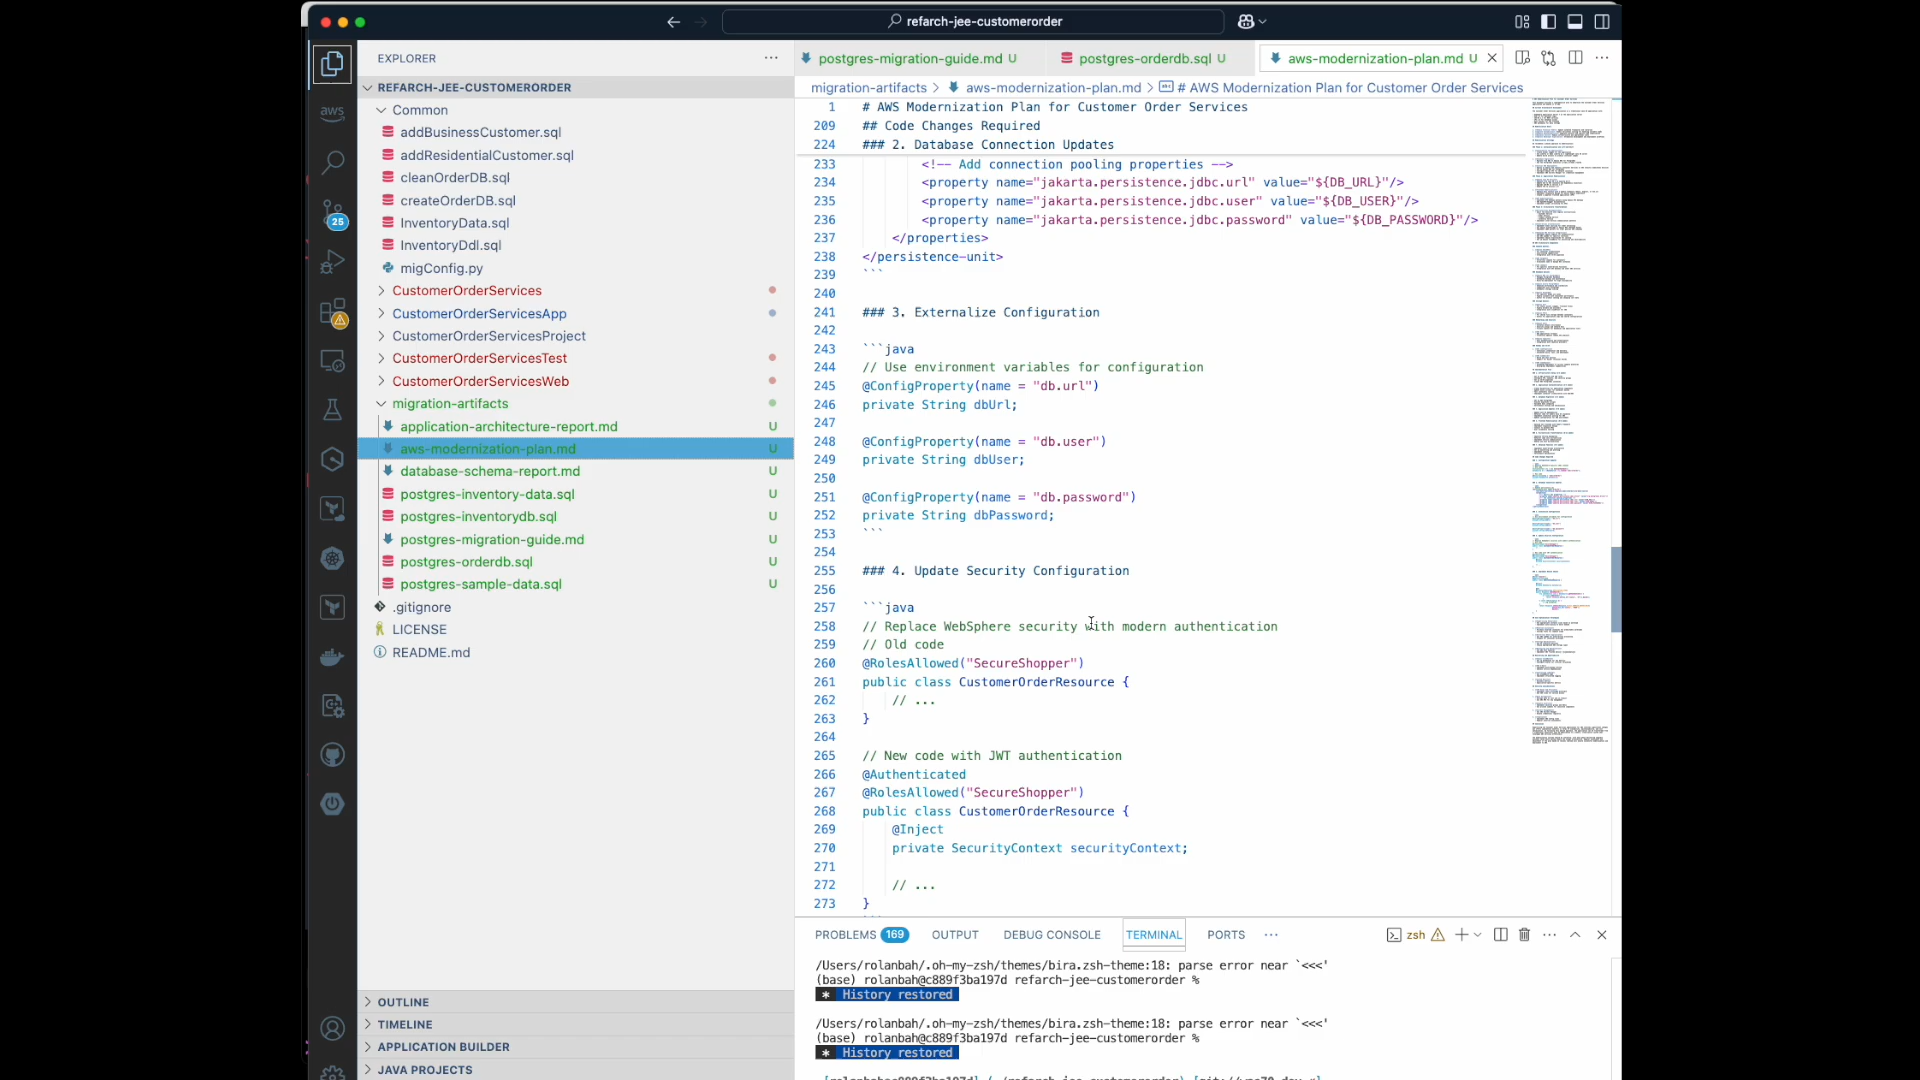 refarch-jee-customerorder
EXPLORER
REFARCH-JEE-CUSTOMERORDER
Common
addBusinessCustomer.sql
addResidentialCustomer.sql
cleanOrderDB.sql
createOrderDB.sql
InventoryData.sql
InventoryDdl.sql
migConfig.py
CustomerOrderServices
CustomerOrderServicesApp
CustomerOrderServicesProject
CustomerOrderServicesTest
CustomerOrderServicesWeb
migration-artifacts
application-architecture-report.md U
aws-modernization-plan.md U
database-schema-report.md U
postgres-inventory-data.sql U
postgres-inventorydb.sql U
postgres-migration-guide.md U
postgres-orderdb.sql U
postgres-sample-data.sql U
.gitignore
LICENSE
README.md
OUTLINE
TIMELINE
APPLICATION BUILDER
JAVA PROJECTS
aws
25
postgres-migration-guide.md U
postgres-orderdb.sql U
aws-modernization-plan.md U
migration-artifacts > aws-modernization-plan.md > # AWS Modernization Plan for Customer Order Services
1 # AWS Modernization Plan for Customer Order Services
209 ## Code Changes Required
224 ### 2. Database Connection Updates
233 <!-- Add connection pooling properties -->
234 <property name="jakarta.persistence.jdbc.url" value="${DB_URL}"/>
235 <property name="jakarta.persistence.jdbc.user" value="${DB_USER}"/>
236 <property name="jakarta.persistence.jdbc.password" value="${DB_PASSWORD}"/>
237 </properties>
238 </persistence-unit>
239 ```
240
241 ### 3. Externalize Configuration
242
243 ```java
244 // Use environment variables for configuration
245 @ConfigProperty(name = "db.url")
246 private String dbUrl;
247
248 @ConfigProperty(name = "db.user")
249 private String dbUser;
250
251 @ConfigProperty(name = "db.password")
252 private String dbPassword;
253 ```
254
255 ### 4. Update Security Configuration
256
257 ```java
258 // Replace WebSphere security with modern authentication
259 // Old code
260 @RolesAllowed("SecureShopper")
261 public class CustomerOrderResource {
262 // ...
263 }
264
265 // New code with JWT authentication
266 @Authenticated
267 @RolesAllowed("SecureShopper")
268 public class CustomerOrderResource {
269 @Inject
270 private SecurityContext securityContext;
271
272 // ...
273 }
PROBLEMS 169 OUTPUT DEBUG CONSOLE TERMINAL PORTS ... zsh
/Users/rolanbah/.oh-my-zsh/themes/bira.zsh-theme:18: parse error near `<<<'
(base) rolanbah@c889f3ba197d refarch-jee-customerorder %
* History restored
/Users/rolanbah/.oh-my-zsh/themes/bira.zsh-theme:18: parse error near `<<<'
(base) rolanbah@c889f3ba197d refarch-jee-customerorder %
* History restored